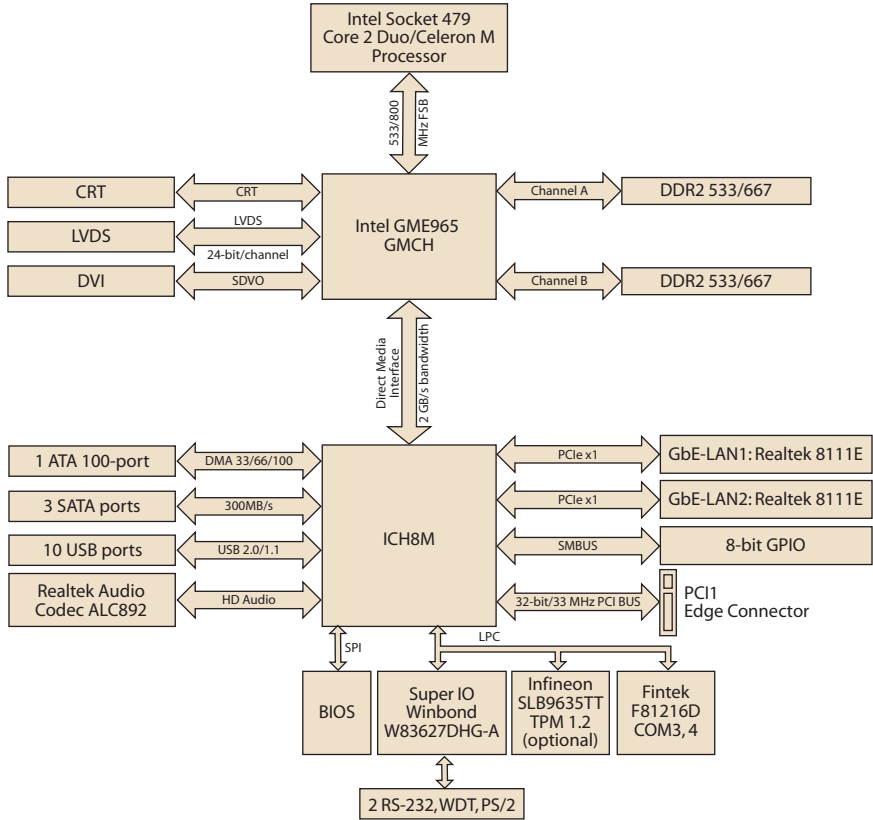 Intel Socket 479
Core 2 Duo/Celeron M
Processor
533/800
MHz FSB
CRT
CRT
LVDS
LVDS
24-bit/channel
DVI
SDVO
Intel GME965
GMCH
Channel A
DDR2 533/667
Channel B
DDR2 533/667
Direct Media
Interface
2 GB/s bandwidth
1 ATA 100-port
DMA 33/66/100
3 SATA ports
300MB/s
10 USB ports
USB 2.0/1.1
Realtek Audio
Codec ALC892
HD Audio
ICH8M
PCIe x1
GbE-LAN1: Realtek 8111E
PCIe x1
GbE-LAN2: Realtek 8111E
SMBUS
8-bit GPIO
32-bit/33 MHz PCI BUS
PCI1
Edge Connector
SPI
LPC
BIOS
Super IO
Winbond
W83627DHG-A
Infineon
SLB9635TT
TPM 1.2
(optional)
Fintek
F81216D
COM3, 4
2 RS-232, WDT, PS/2